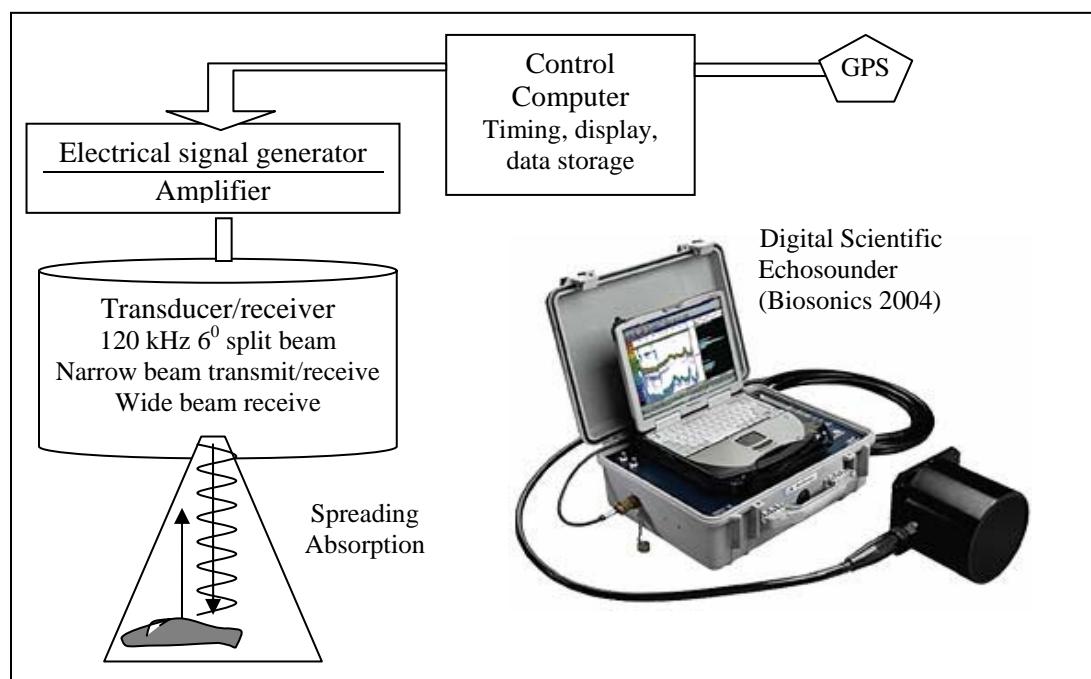 Control
Computer
Timing, display,
data storage
GPS
Electrical signal generator
Amplifier
Transducer/receiver
120 kHz 6⁰ split beam
Narrow beam transmit/receive
Wide beam receive
Spreading
Absorption
Digital Scientific
Echosounder
(Biosonics 2004)